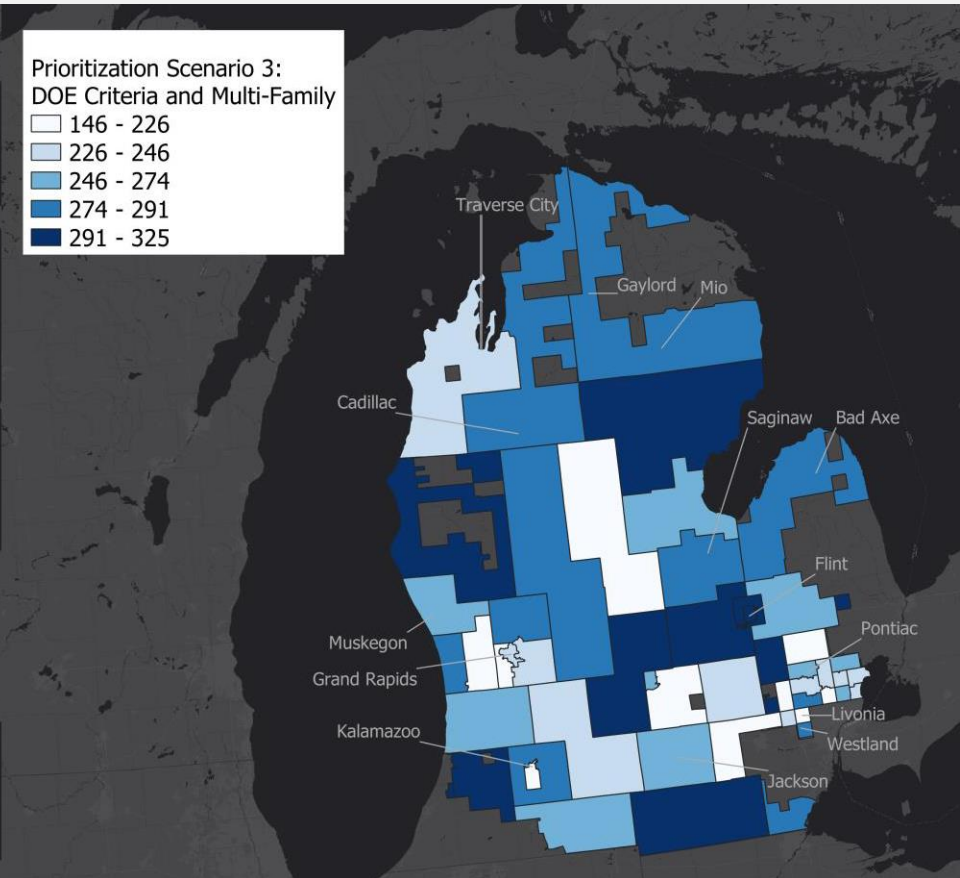 Prioritization Scenario 3:
DOE Criteria and Multi-Family
146 - 226
226 - 246
246 - 274
274 - 291
291 - 325
Traverse City
Gaylord
Mio
Cadillac
Saginaw
Bad Axe
Flint
Muskegon
Pontiac
Grand Rapids
Livonia
Kalamazoo
Westland
Jackson